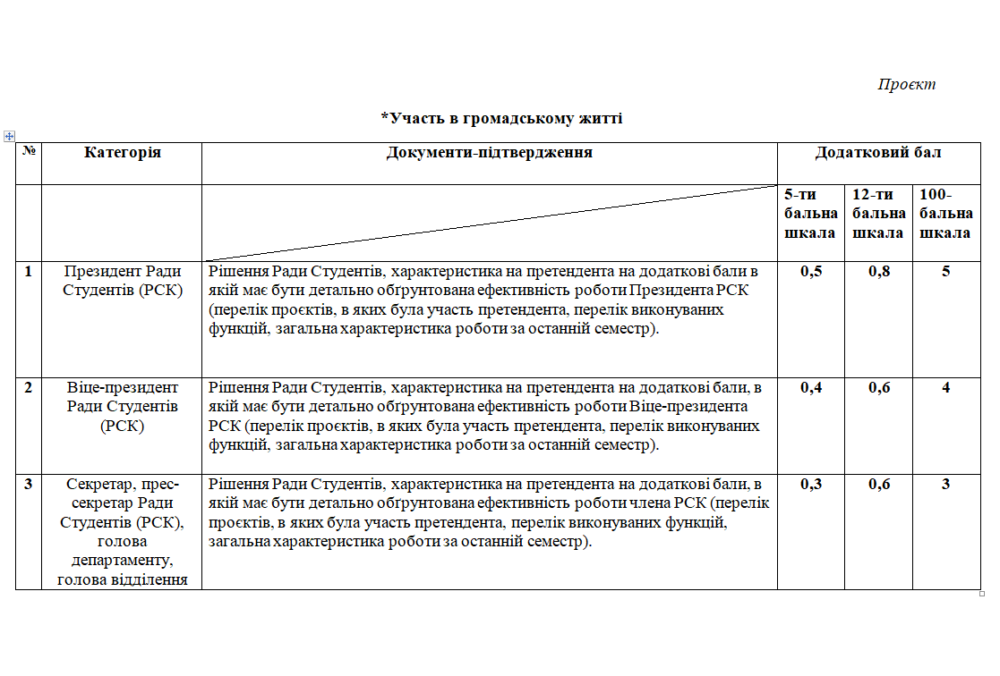 Проєкт
*Участь в громадському житті
№
Категорія
Документи-підтвердження
Додатковий бал
5-ти
бальна
шкала
12-ти
бальна
шкала
100-
бальна
шкала
1
Президент Ради
Студентів (РСК)
Рішення Ради Студентів, характеристика на претендента на додаткові бали в
якій має бути детально обґрунтована ефективність роботи Президента РСК
(перелік проєктів, в яких була участь претендента, перелік виконуваних
функцій, загальна характеристика роботи за останній семестр).
0,5
0,8
5
2
Віце-президент
Ради Студентів
(РСК)
Рішення Ради Студентів, характеристика на претендента на додаткові бали, в
якій має бути детально обґрунтована ефективність роботи Віце-президента
РСК (перелік проєктів, в яких була участь претендента, перелік виконуваних
функцій, загальна характеристика роботи за останній семестр).
0,4
0,6
4
3
Секретар, прес-
секретар Ради
Студентів (РСК),
голова
департаменту,
голова відділення
Рішення Ради Студентів, характеристика на претендента на додаткові бали, в
якій має бути детально обґрунтована ефективність роботи члена РСК (перелік
проєктів, в яких була участь претендента, перелік виконуваних функцій,
загальна характеристика роботи за останній семестр).
0,3
0,6
3